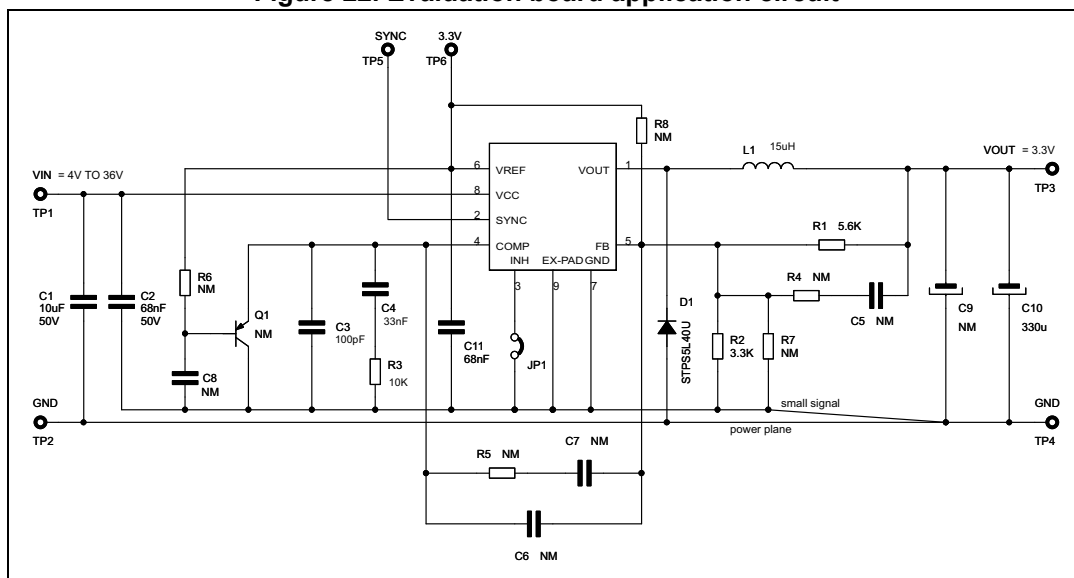 Figure 22. Evaluation board application circuit
SYNC
3.3V
TP5
TP6
R8
NM
L1
15uH
VOUT = 3.3V
TP3
VIN = 4V TO 36V
TP1
6
VREF
VOUT
1
8
VCC
2
SYNC
4
COMP
FB
5
INH
EX-PAD
GND
3
9
7
R1 5.6K
R4 NM
C5 NM
C1
10uF
50V
C2
68nF
50V
R6
NM
Q1
NM
C8
NM
C3
100pF
C4
33nF
R3
10K
C11
68nF
JP1
D1
STPS5L40U
R2
3.3K
R7
NM
C9
NM
C10
330u
GND
TP2
small signal
power plane
GND
TP4
R5 NM
C7 NM
C6 NM